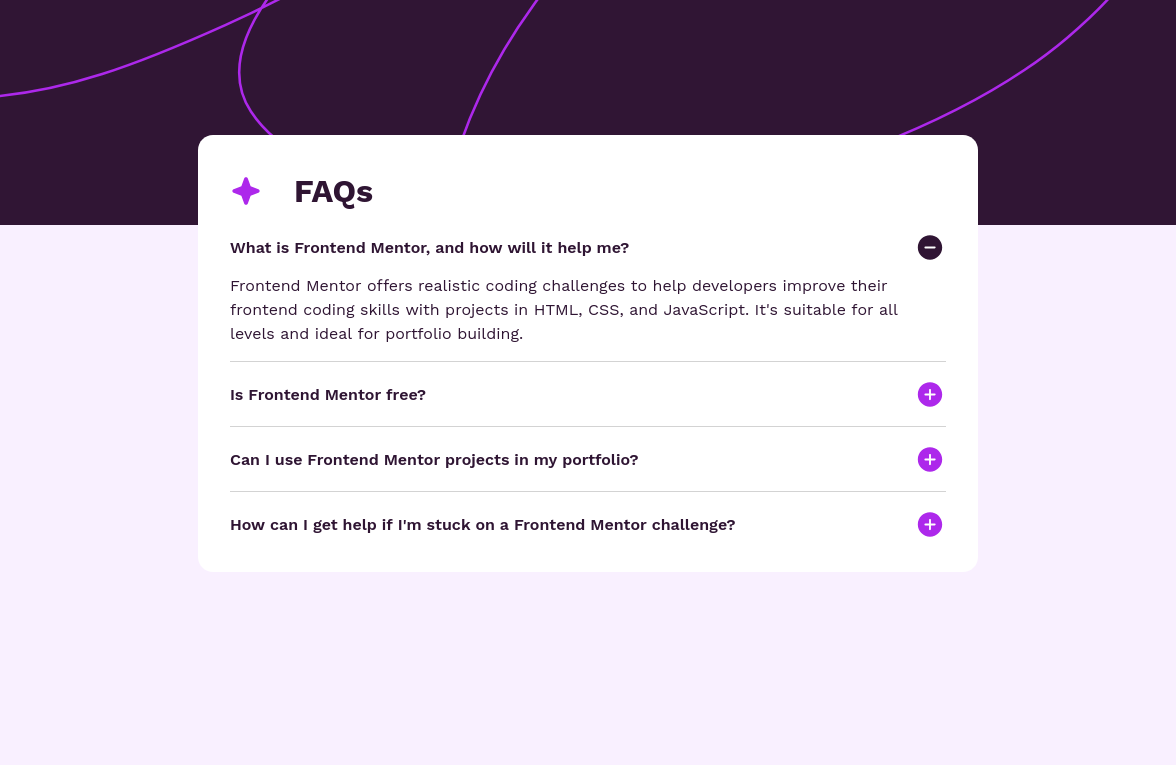 FAQs
What is Frontend Mentor, and how will it help me?
Frontend Mentor offers realistic coding challenges to help developers improve their
frontend coding skills with projects in HTML, CSS, and JavaScript. It's suitable for all
levels and ideal for portfolio building.
Is Frontend Mentor free?
Can I use Frontend Mentor projects in my portfolio?
How can I get help if I'm stuck on a Frontend Mentor challenge?